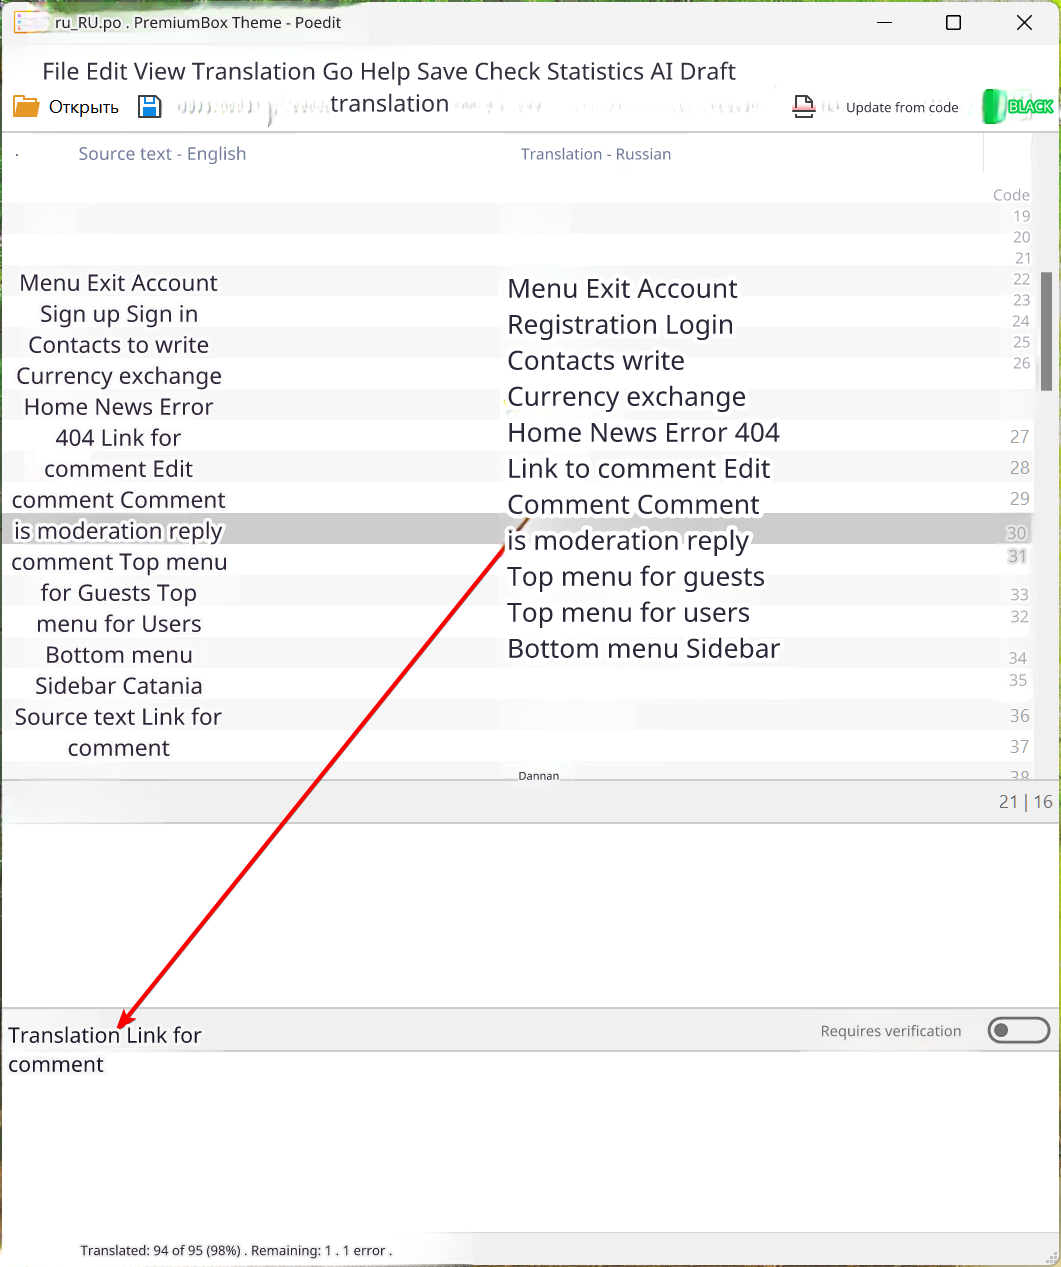 ru_RU.po . PremiumBox Theme - Poedit
File Edit View Translation Go Help Save Check Statistics AI Draft
translation
Открыть
Update from code
BLACK
Source text - English
Translation - Russian
Code
19
20
21
22
23
24
25
26
27
28
29
30
31
33
32
34
35
36
37
38
Menu Exit Account
Sign up Sign in
Contacts to write
Currency exchange
Home News Error
404 Link for
comment Edit
comment Comment
is moderation reply
comment Top menu
for Guests Top
menu for Users
Bottom menu
Sidebar Catania
Source text Link for
comment
Menu Exit Account
Registration Login
Contacts write
Currency exchange
Home News Error 404
Link to comment Edit
Comment Comment
is moderation reply
Top menu for guests
Top menu for users
Bottom menu Sidebar
Dannan
21 | 16
Translation Link for
comment
Requires verification
Translated: 94 of 95 (98%) . Remaining: 1 . 1 error .